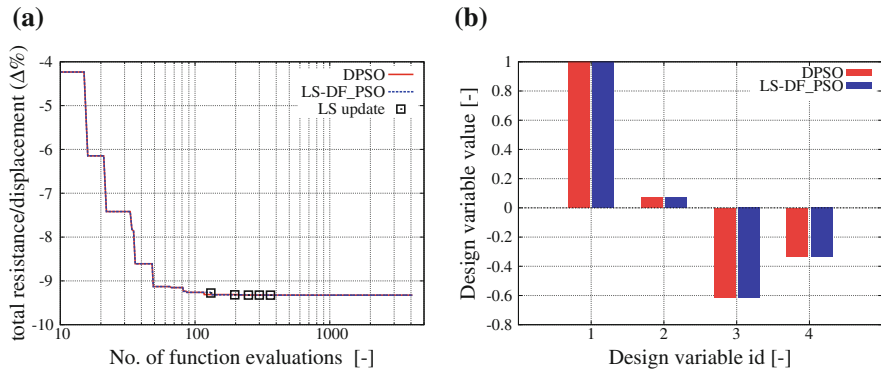 (a)
total resistance/displacement (Δ%)
-4
-5
-6
-7
-8
-9
-10
10
100
1000
No. of function evaluations [-]
DPSO
LS-DF_PSO
LS update
(b)
Design variable value [-]
1
0.8
0.6
0.4
0.2
0
-0.2
-0.4
-0.6
-0.8
1
2
3
4
Design variable id [-]
DPSO
LS-DF_PSO